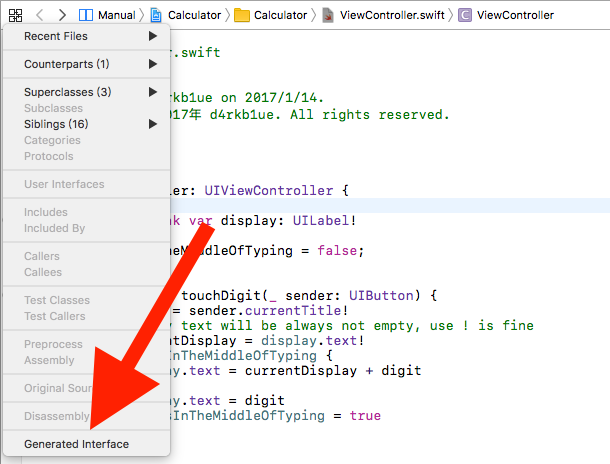 Manual Calculator Calculator ViewController.swift C ViewController
Recent Files
Counterparts (1)
Superclasses (3)
Subclasses
Siblings (16)
Categories
Protocols
User Interfaces
Includes
Included By
Callers
Callees
Test Classes
Test Callers
Preprocess
Assembly
Original
Disassembly
Generated Interface
.swift
on 2017/1/14.
017年 d4rkb1ue. All rights reserved.
ler: UIViewController {
var display: UILabel!
heMiddleOfTyping = false;
touchDigit(_ sender: UIButton) {
= sender.currentTitle!
text will be always not empty, use ! is fine
ntDisplay = display.text!
InTheMiddleOfTyping {
ay.text = currentDisplay + digit
ay.text = digit
sInTheMiddleOfTyping = true